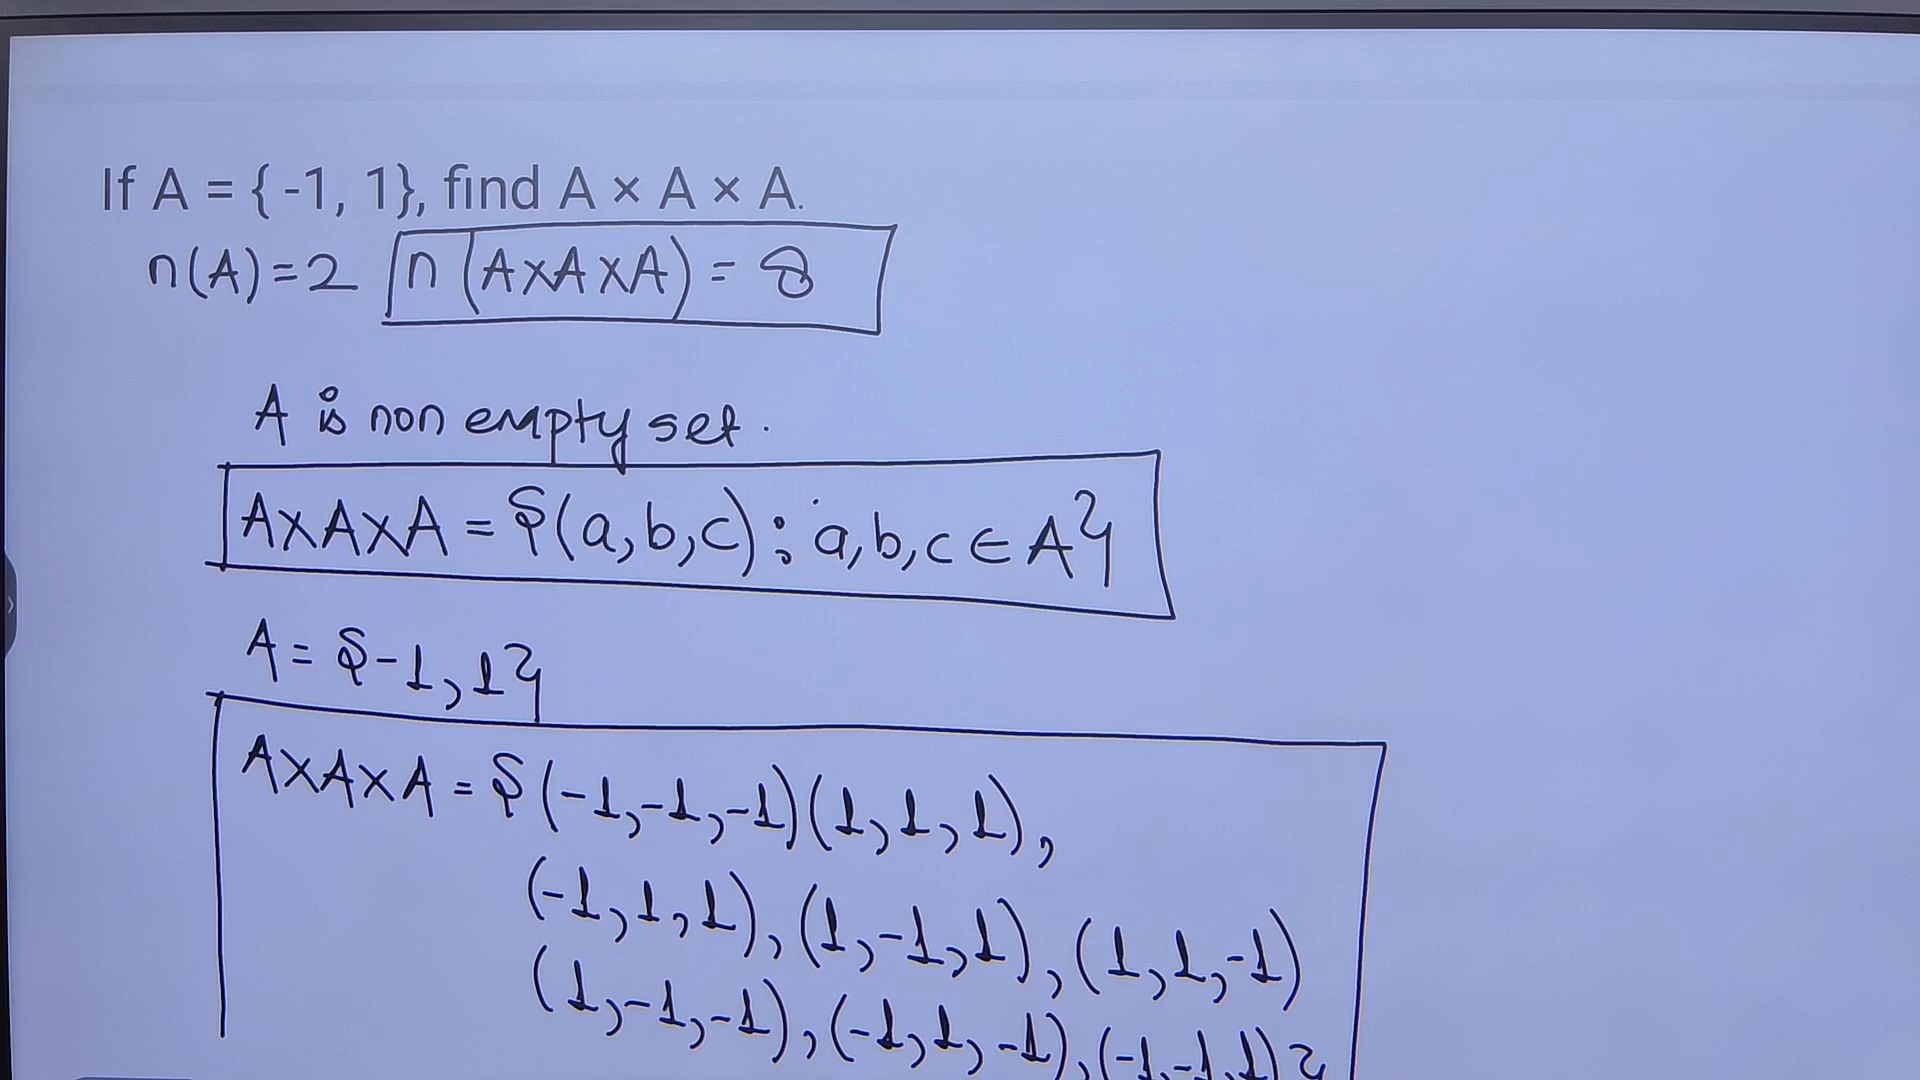 If A = { -1, 1}, find A × A × A.
n(A)=2 n(A×A×A) = 8
A is non empty set.
A×A×A = {(a,b,c) : a,b,c ∈ A}
A = {-1, 1}
A×A×A = {(-1,-1,-1)(1,1,1),
(-1,1,1),(1,-1,1),(1,1,-1)
(1,-1,-1),(-1,1,-1),(-1,-1,1)}